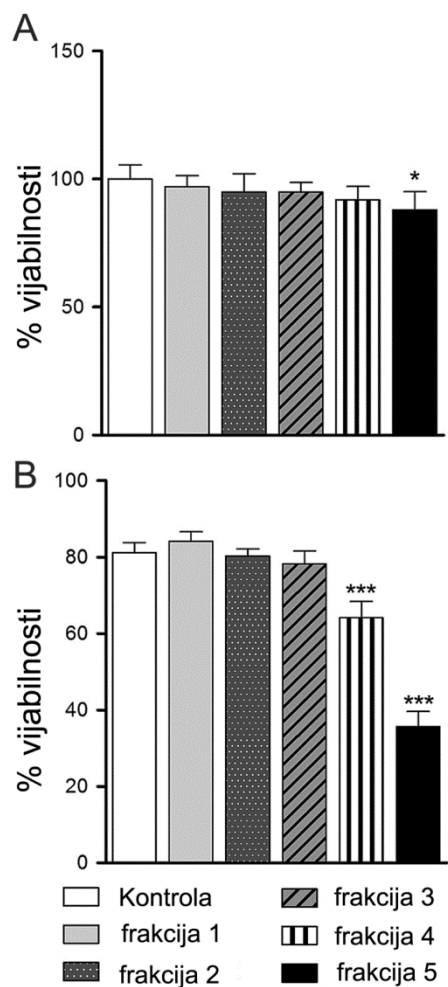 A
150
100
50
0
% vijabilnosti
*
B
100
80
60
40
20
0
% vijabilnosti
***
***
Kontrola
frakcija 1
frakcija 2
frakcija 3
frakcija 4
frakcija 5